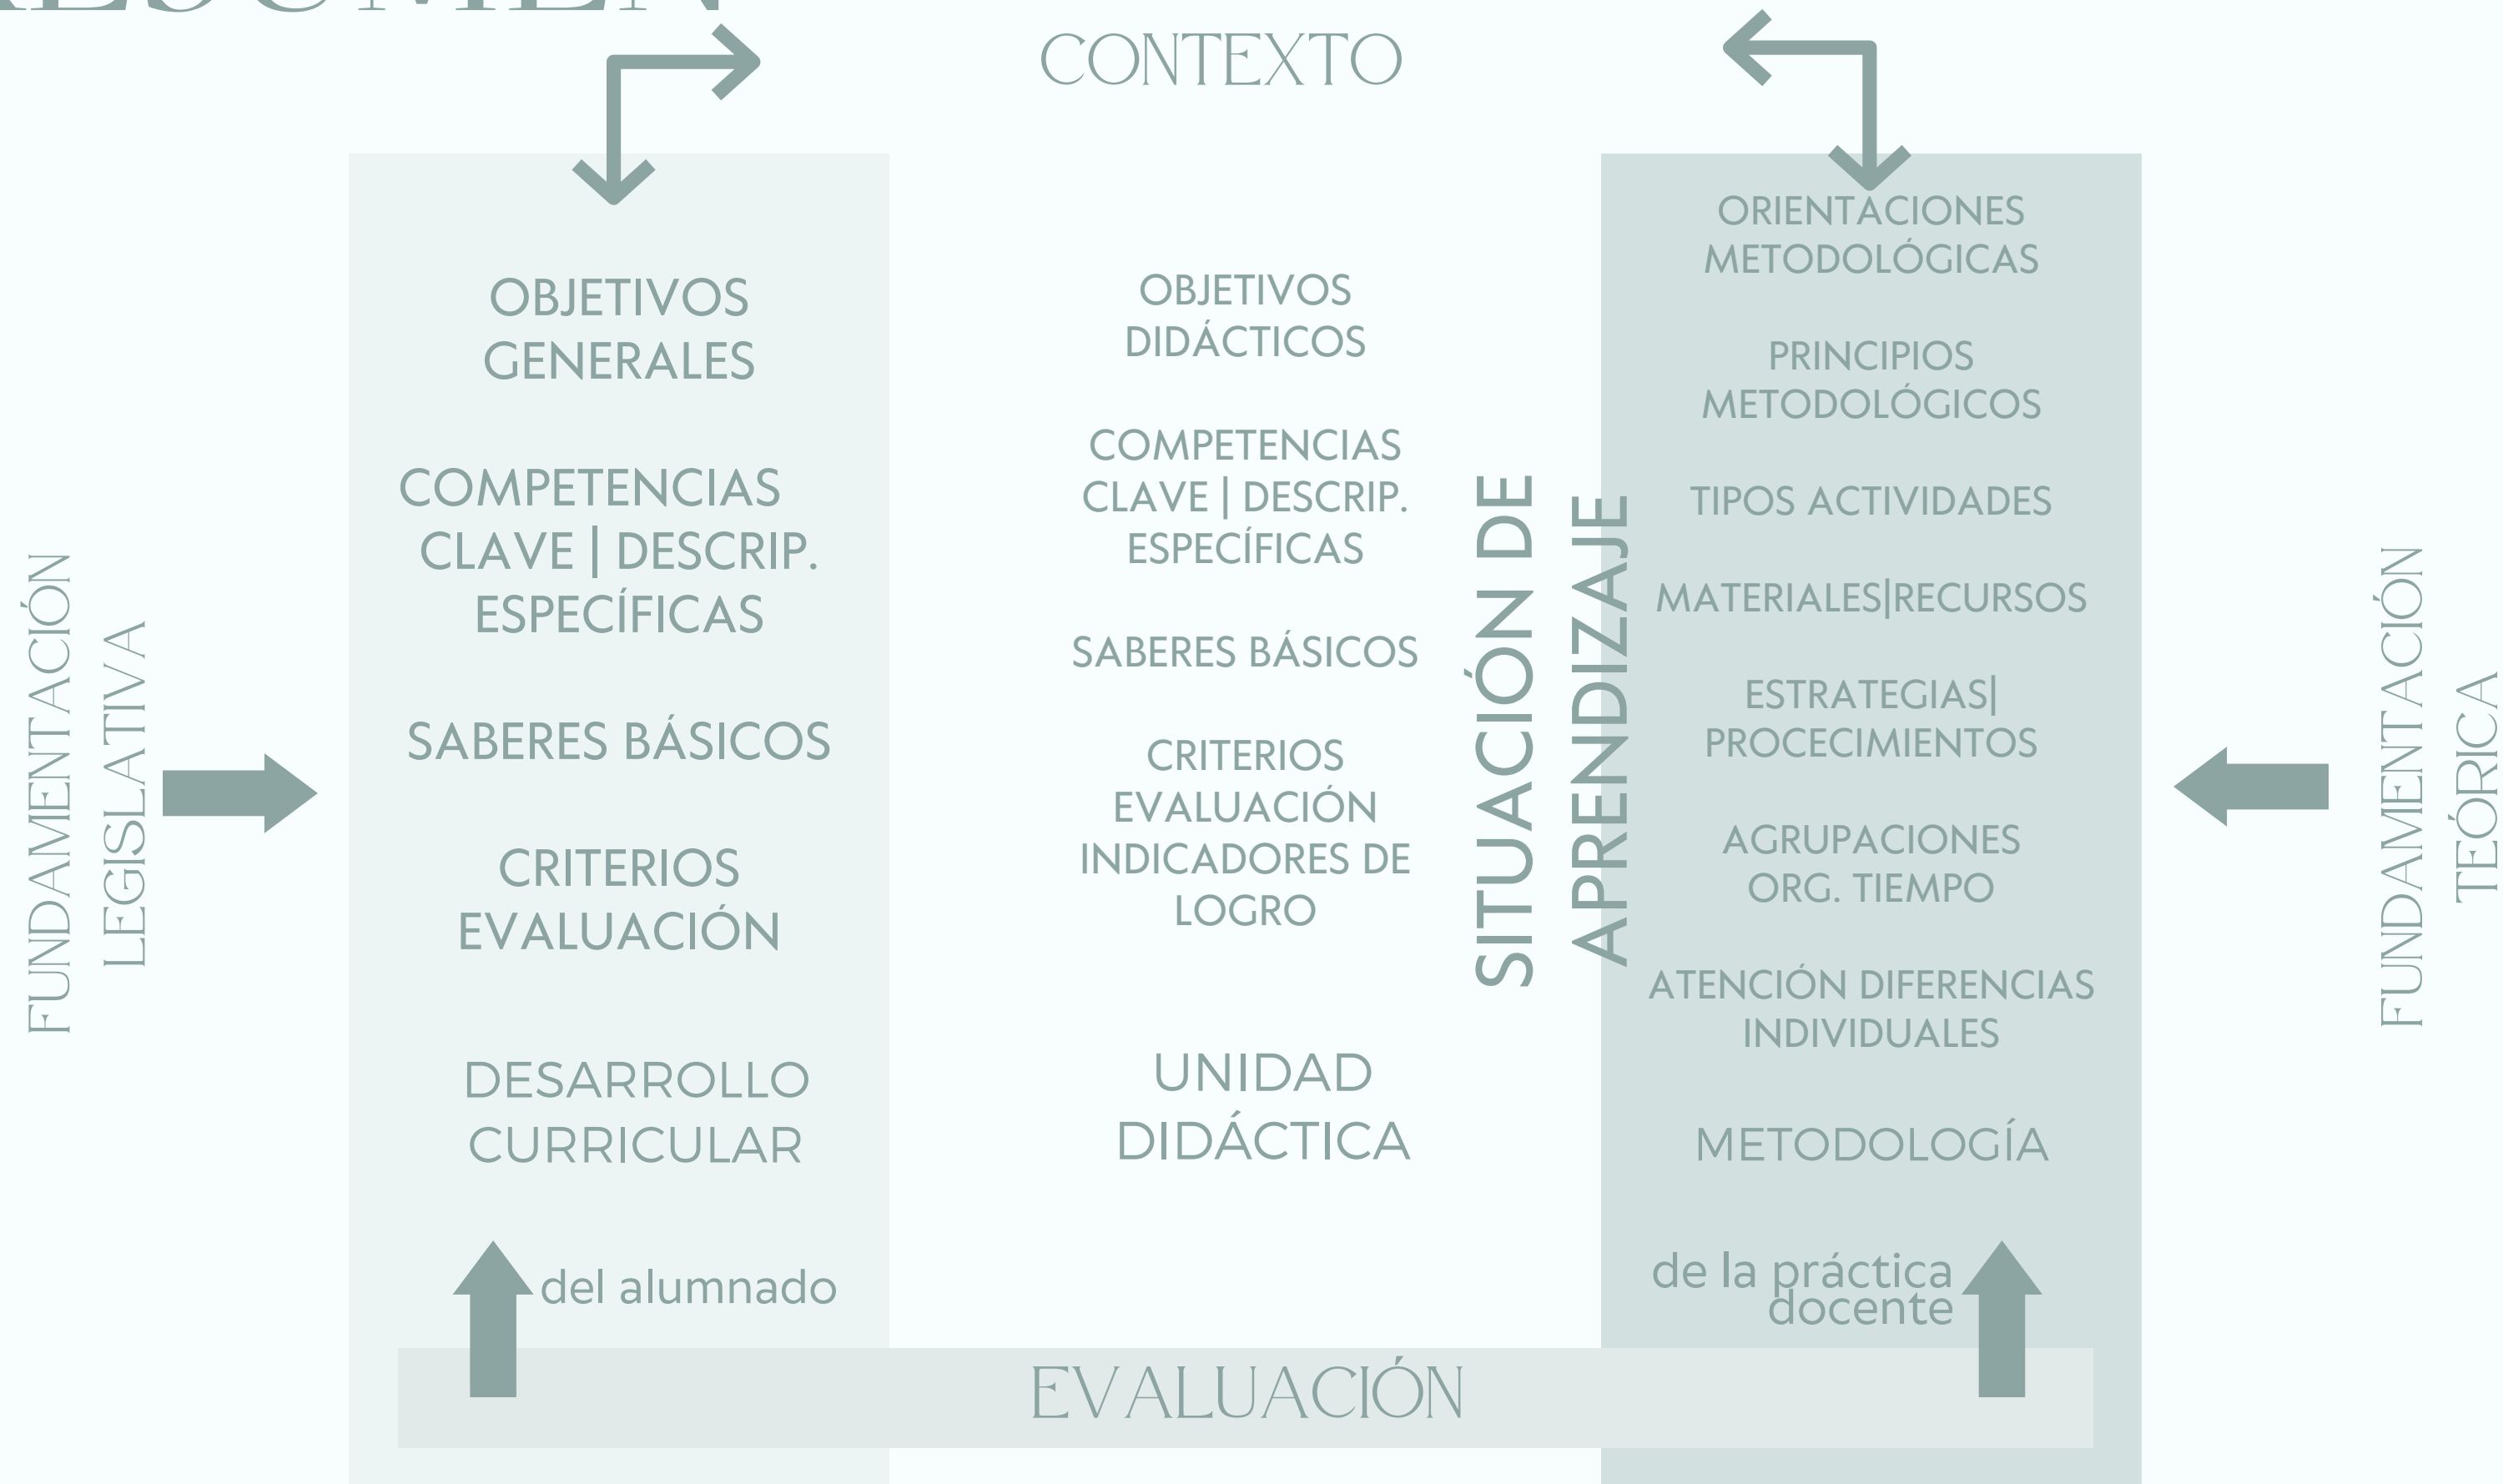 CONTEXTO
FUNDAMENTACIÓN
LEGISLATIVA
OBJETIVOS
GENERALES
COMPETENCIAS
CLAVE | DESCRIP.
ESPECÍFICAS
SABERES BÁSICOS
CRITERIOS
EVALUACIÓN
DESARROLLO
CURRICULAR
del alumnado
OBJETIVOS
DIDÁCTICOS
COMPETENCIAS
CLAVE | DESCRIP.
ESPECÍFICAS
SABERES BÁSICOS
CRITERIOS
EVALUACIÓN
INDICADORES DE
LOGRO
UNIDAD
DIDÁCTICA
SITUACIÓN DE
APRENDIZAJE
ORIENTACIONES
METODOLÓGICAS
PRINCIPIOS
METODOLÓGICOS
TIPOS ACTIVIDADES
MATERIALES|RECURSOS
ESTRATEGIAS|
PROCECIMIENTOS
AGRUPACIONES
ORG. TIEMPO
ATENCIÓN DIFERENCIAS
INDIVIDUALES
METODOLOGÍA
de la práctica
docente
FUNDAMENTACIÓN
TEÓRICA
EVALUACIÓN